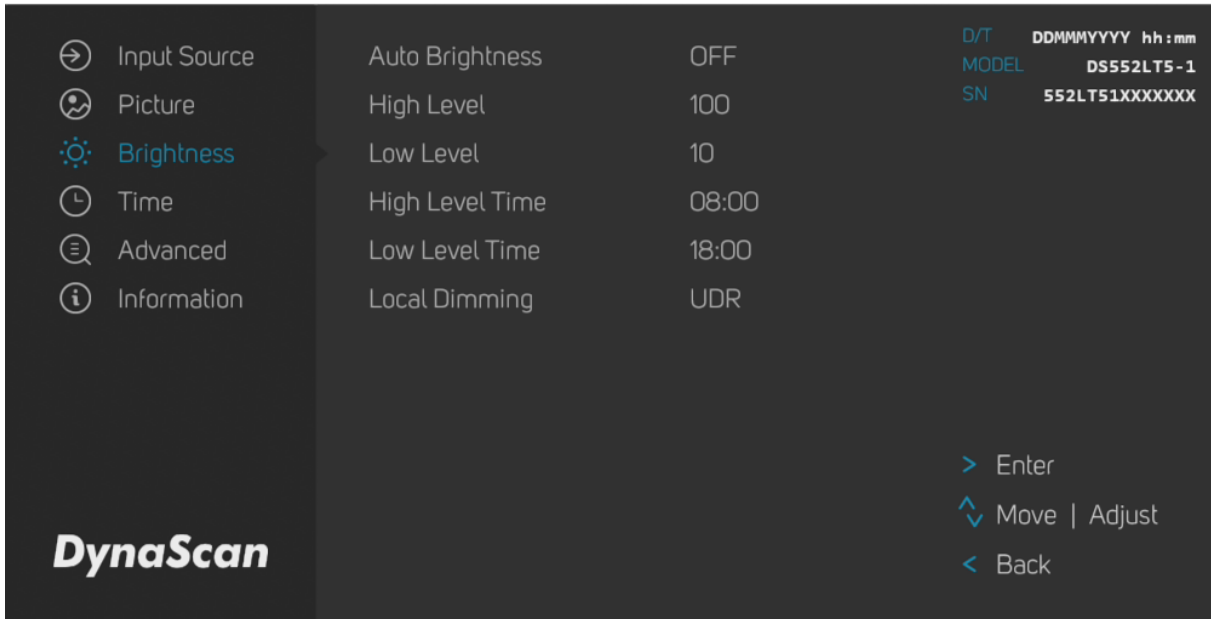 Input Source
Picture
Brightness
Time
Advanced
Information
DynaScan
Auto Brightness OFF
High Level 100
Low Level 10
High Level Time 08:00
Low Level Time 18:00
Local Dimming UDR
D/T DDMMMYYYY hh:mm
MODEL DS552LT5-1
SN 552LT51XXXXXXX
> Enter
Move | Adjust
< Back